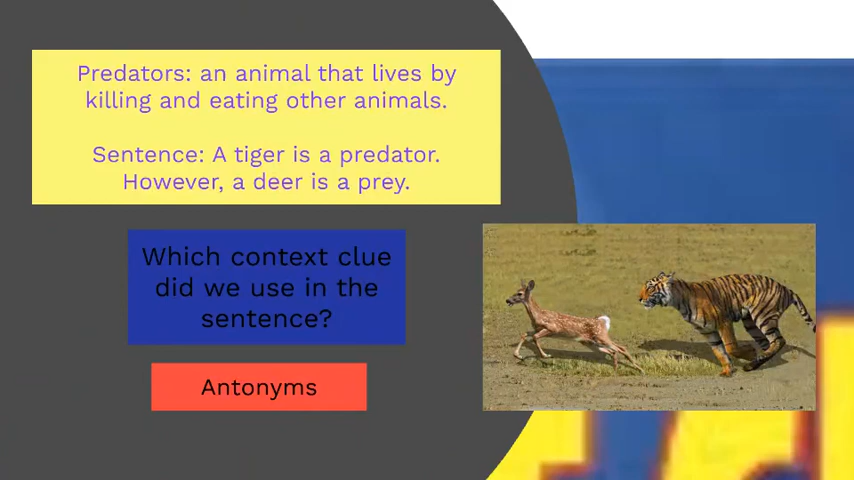 Predators: an animal that lives by
killing and eating other animals.
Sentence: A tiger is a predator.
However, a deer is a prey.
Which context clue
did we use in the
sentence?
Antonyms